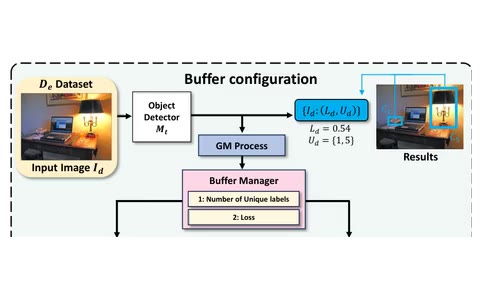 Buffer configuration
D_e Dataset
Input Image I_d
Object
Detector
M_t
{I_d: (L_d, U_d)}
L_d = 0.54
U_d = {1, 5}
Results
GM Process
Buffer Manager
1: Number of Unique labels
2: Loss